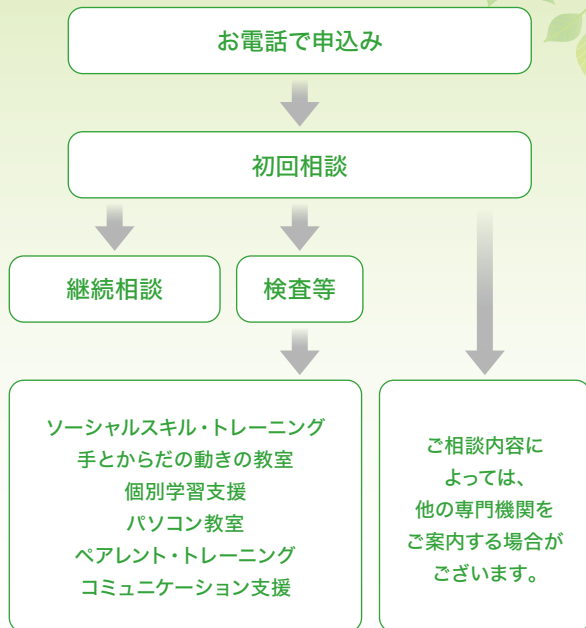 お電話で申込み
初回相談
継続相談
検査等
ソーシャルスキル・トレーニング
手とからだの動きの教室
個別学習支援
パソコン教室
ペアレント・トレーニング
コミュニケーション支援
ご相談内容に
よっては、
他の専門機関を
ご案内する場合が
ございます。